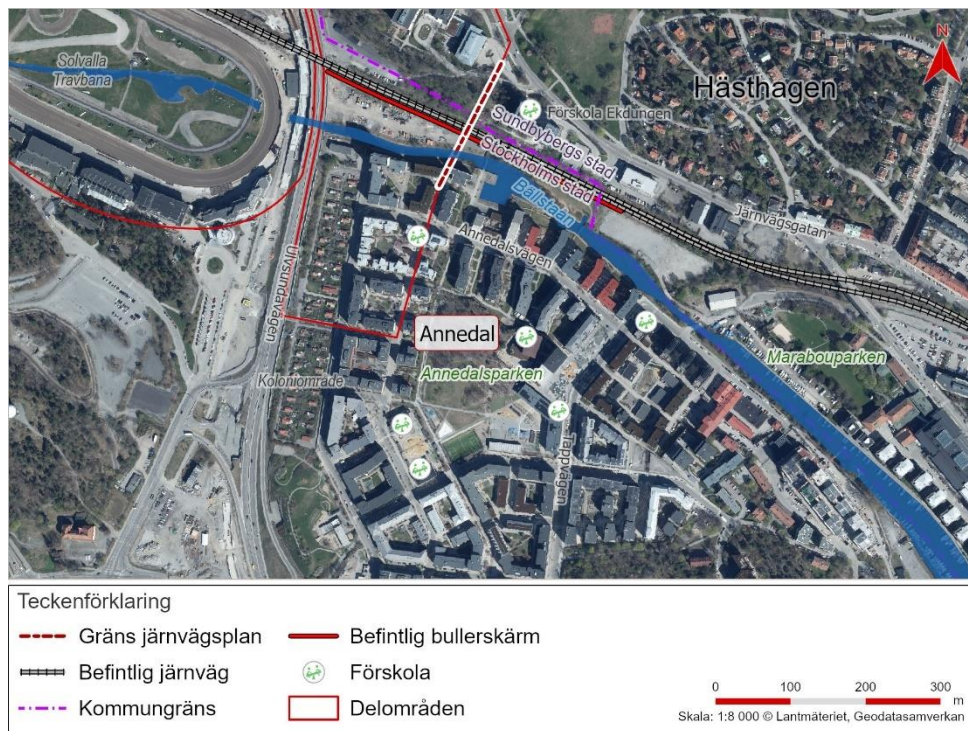 Solvalla
Travbana
N
Hästhagen
Förskola Ekdungen
Sundbybergs stad
Stockholms stad
Bällstaån
Järnvägsgatan
Annedalsvägen
Ulvsundavägen
Annedal
Marabouparken
Annedalsparken
Koloniområde
Tappvägen
Teckenförklaring
Gräns järnvägsplan
Befintlig bullerskärm
Befintlig järnväg
Förskola
Kommungräns
Delområden
0 100 200 300
m
Skala: 1:8 000 © Lantmäteriet, Geodatasamverkan